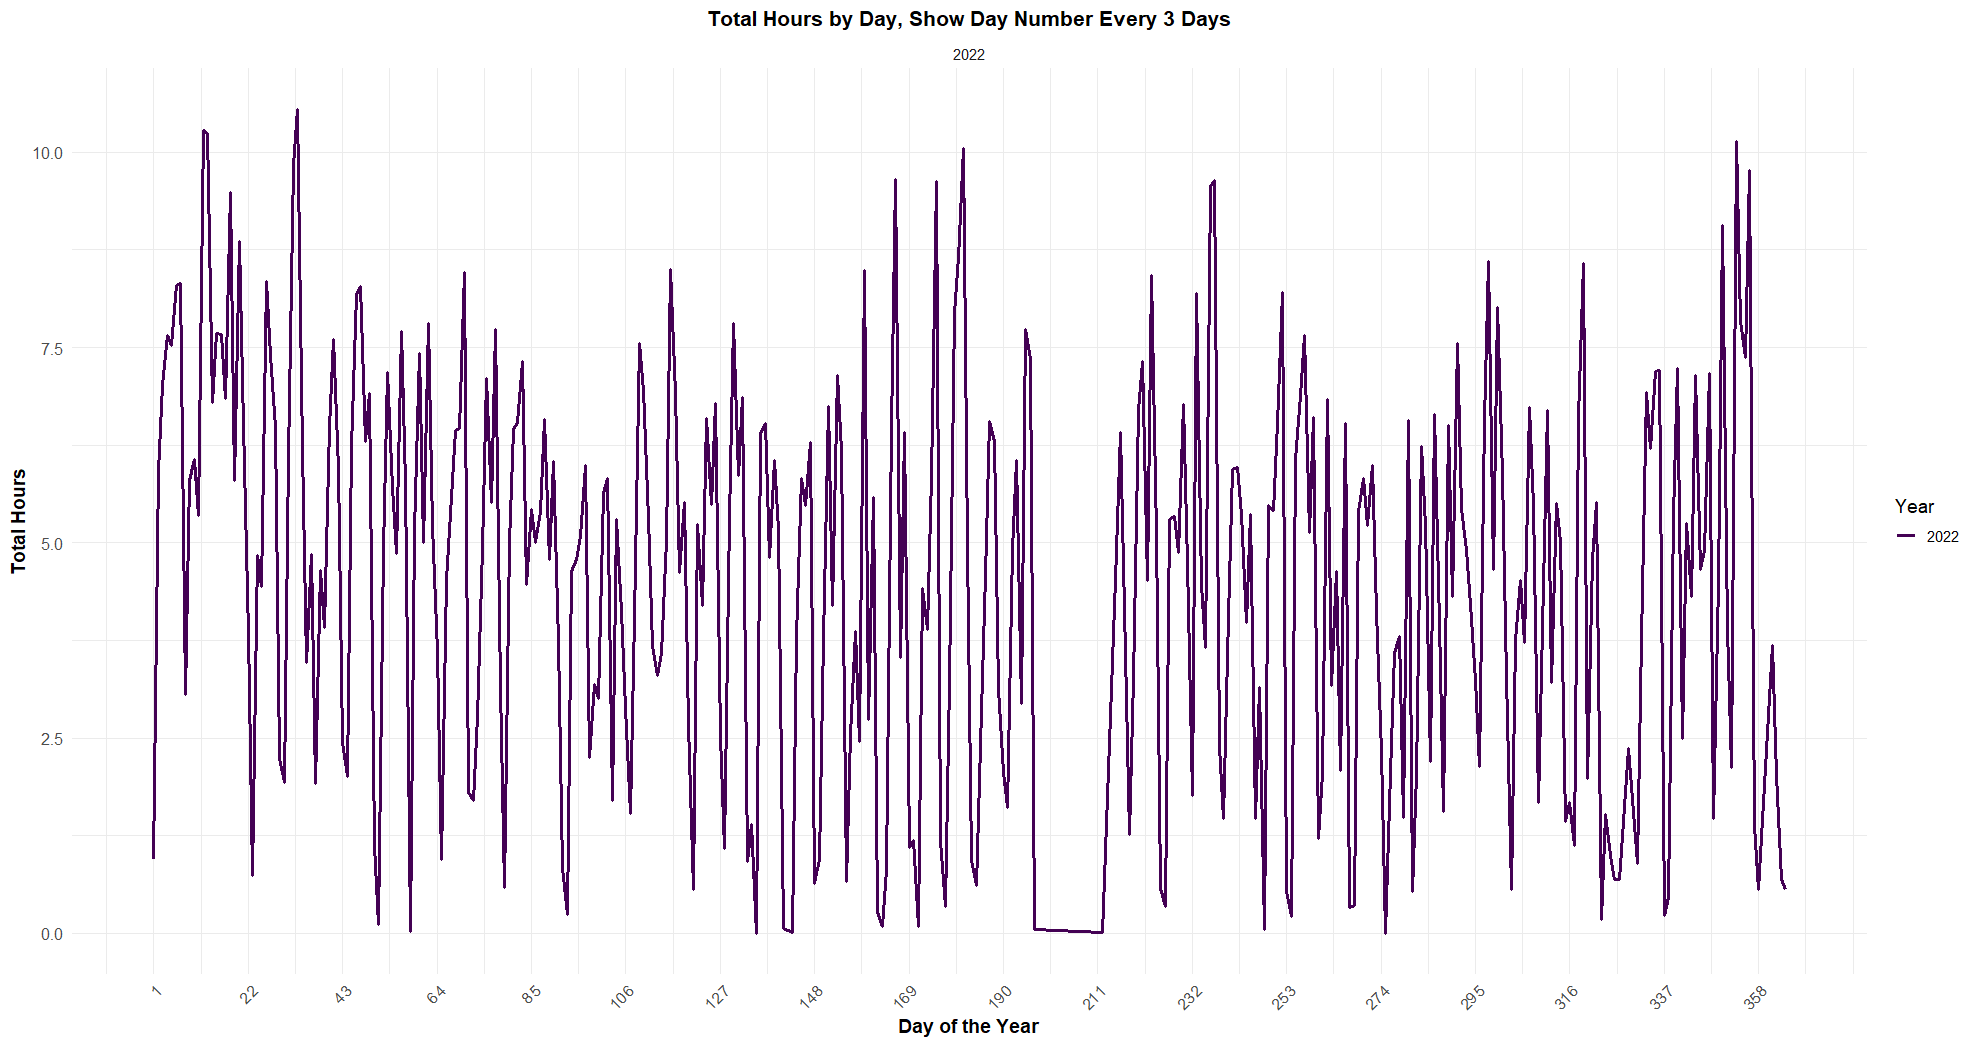 Total Hours by Day, Show Day Number Every 3 Days
2022
10.0
7.5
5.0
2.5
0.0
Total Hours
1 22 43 64 85 106 127 148 169 190 211 232 253 274 295 316 337 358
Day of the Year
Year
2022